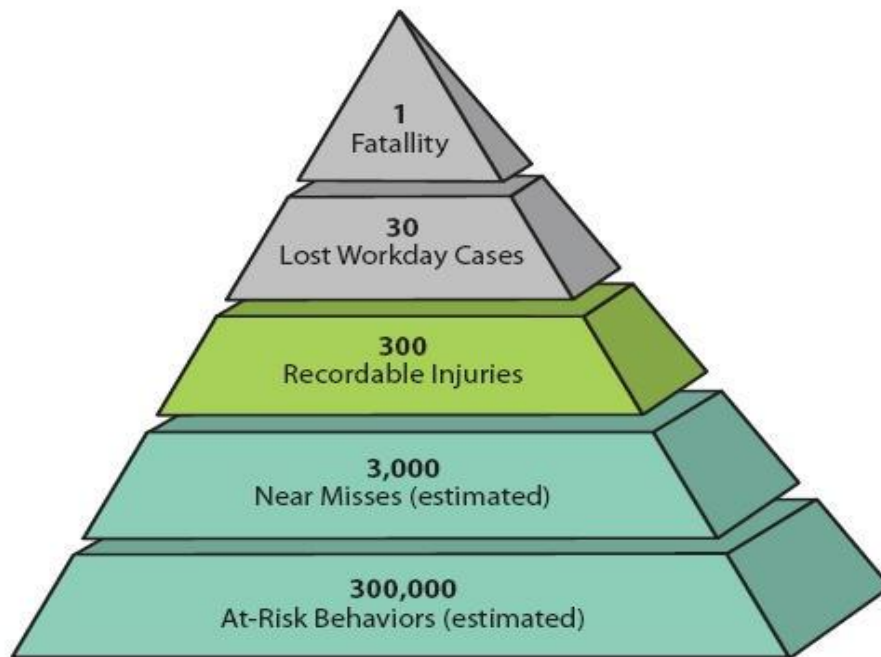 1
Fatallity
30
Lost Workday Cases
300
Recordable Injuries
3,000
Near Misses (estimated)
300,000
At-Risk Behaviors (estimated)